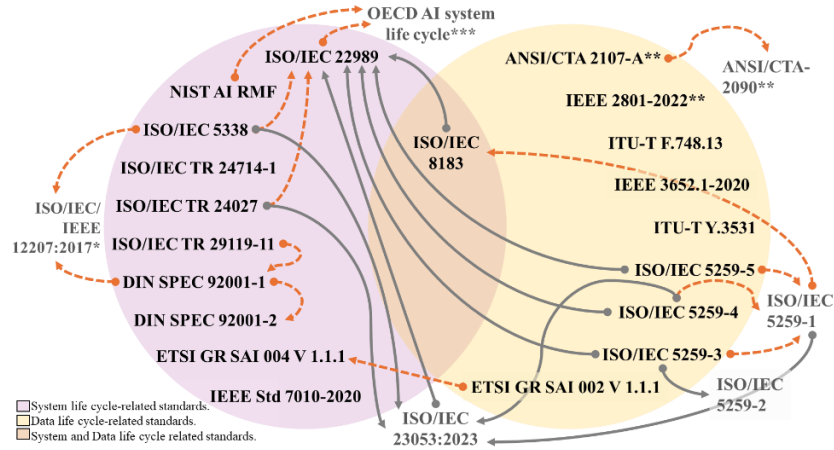 OECD AI system
life cycle***
ISO/IEC 22989
NIST AI RMF
ANSI/CTA 2107-A**
ANSI/CTA-
2090**
IEEE 2801-2022**
ISO/IEC 5338
ISO/IEC
8183
ITU-T F.748.13
ISO/IEC TR 24714-1
IEEE 3652.1-2020
ISO/IEC/
IEEE
12207:2017*
ISO/IEC TR 24027
ITU-T Y.3531
ISO/IEC TR 29119-11
DIN SPEC 92001-1
DIN SPEC 92001-2
ISO/IEC 5259-5
ISO/IEC
5259-1
ISO/IEC 5259-4
ISO/IEC 5259-3
ETSI GR SAI 004 V 1.1.1
ETSI GR SAI 002 V 1.1.1
ISO/IEC
5259-2
IEEE Std 7010-2020
ISO/IEC
23053:2023
System life cycle-related standards.
Data life cycle-related standards.
System and Data life cycle related standards.